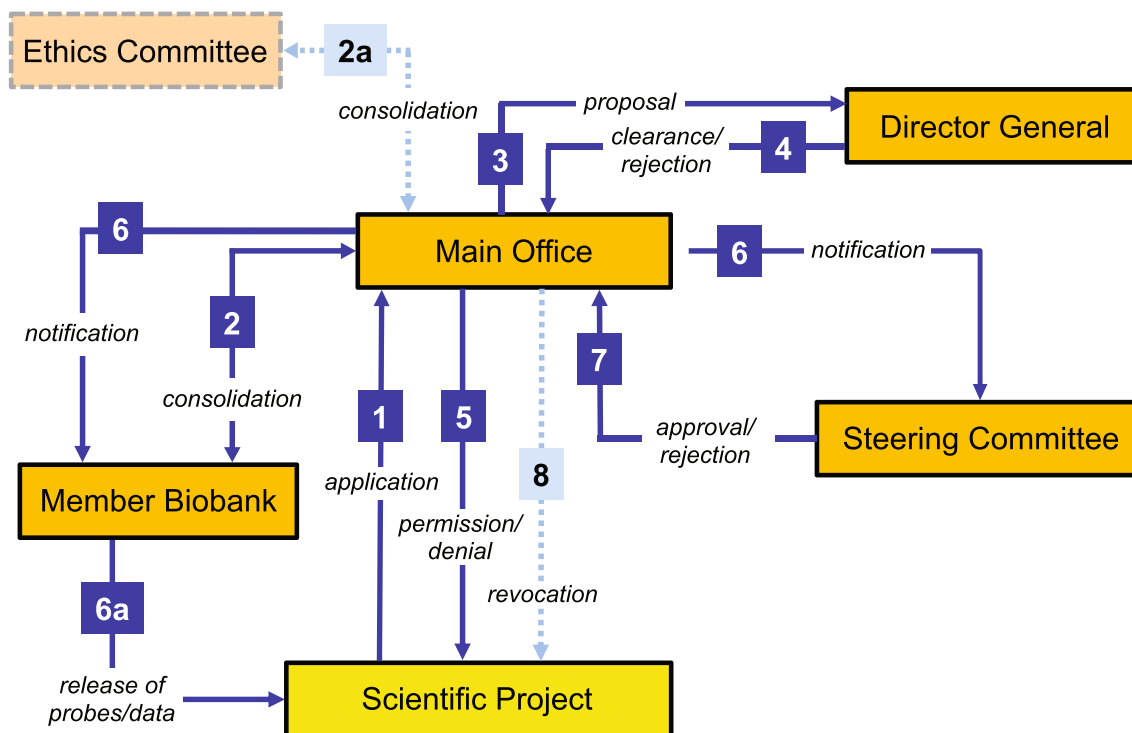 Ethics Committee
2a
consolidation
proposal
Director General
clearance/
rejection
3
4
6
Main Office
6
notification
notification
2
consolidation
7
1
5
approval/
rejection
Steering Committee
application
8
Member Biobank
permission/
denial
revocation
6a
release of
probes/data
Scientific Project